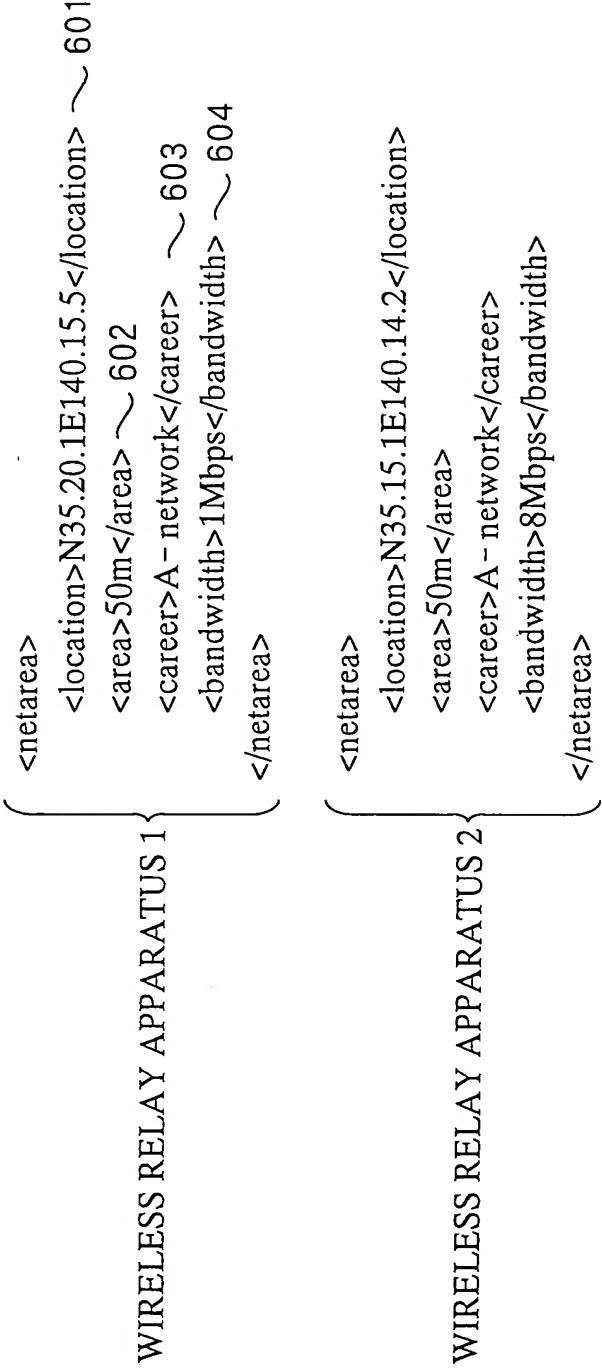 WIRELESS RELAY APPARATUS 1
<netarea>
<location>N35.20.1E140.15.5</location> ~ 601
<area>50m</area> ~ 602
<career>A-network</career> ~ 603
<bandwidth>1Mbps</bandwidth> ~ 604
</netarea>
WIRELESS RELAY APPARATUS 2
<netarea>
<location>N35.15.1E140.14.2</location>
<area>50m</area>
<career>A-network</career>
<bandwidth>8Mbps</bandwidth>
</netarea>